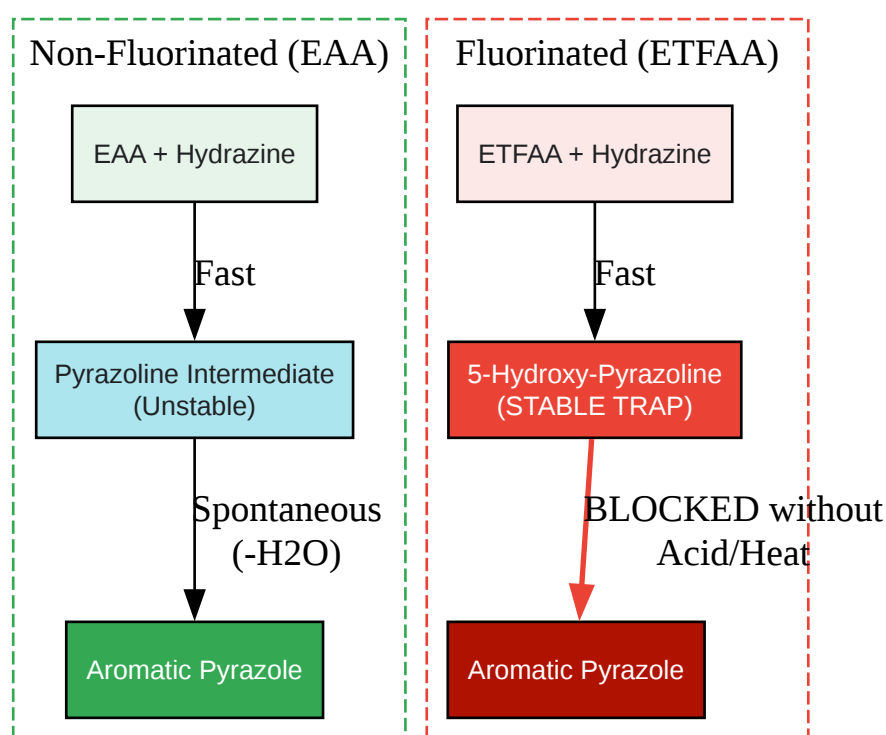 Non-Fluorinated (EAA)
EAA + Hydrazine
Fast
Pyrazoline Intermediate
(Unstable)
Spontaneous
(-H2O)
Aromatic Pyrazole
Fluorinated (ETFAA)
ETFAA + Hydrazine
Fast
5-Hydroxy-Pyrazoline
(STABLE TRAP)
BLOCKED without
Acid/Heat
Aromatic Pyrazole